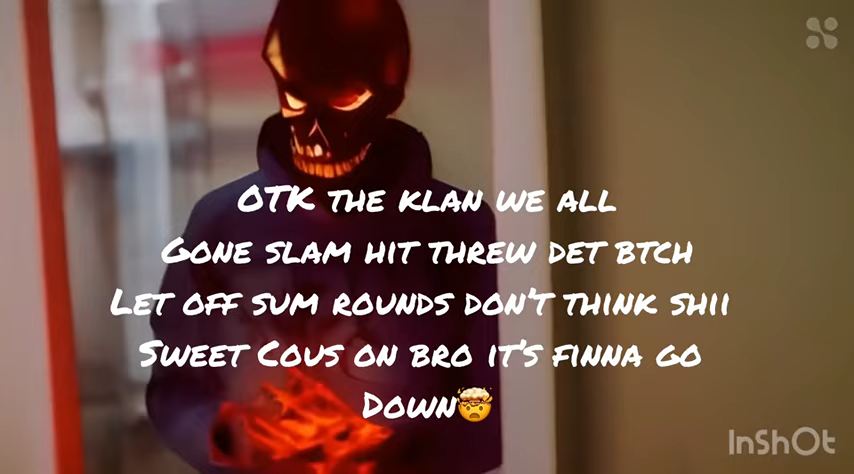 OTK the klan we all
Gone slam hit threw det btch
Let off sum rounds don't think shii
Sweet Cous on bro it's finna go
Down🤯
InShOt